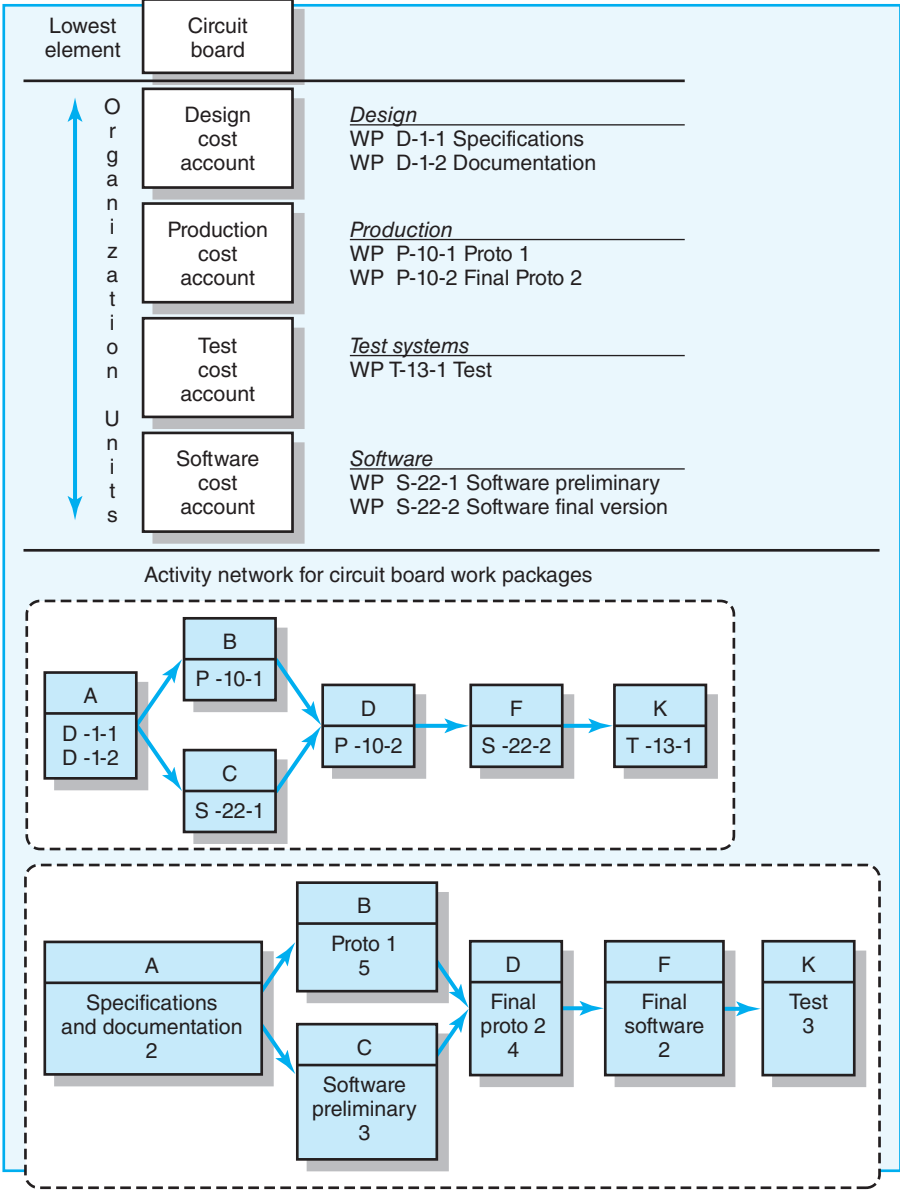 Lowest
element
Circuit
board
Organization Units
Design
cost
account
Design
WP D-1-1 Specifications
WP D-1-2 Documentation
Production
cost
account
Production
WP P-10-1 Proto 1
WP P-10-2 Final Proto 2
Test
cost
account
Test systems
WP T-13-1 Test
Software
cost
account
Software
WP S-22-1 Software preliminary
WP S-22-2 Software final version
Activity network for circuit board work packages
A
D -1-1
D -1-2
B
P -10-1
C
S -22-1
D
P -10-2
F
S -22-2
K
T -13-1
A
Specifications
and documentation
2
B
Proto 1
5
C
Software
preliminary
3
D
Final
proto 2
4
F
Final
software
2
K
Test
3